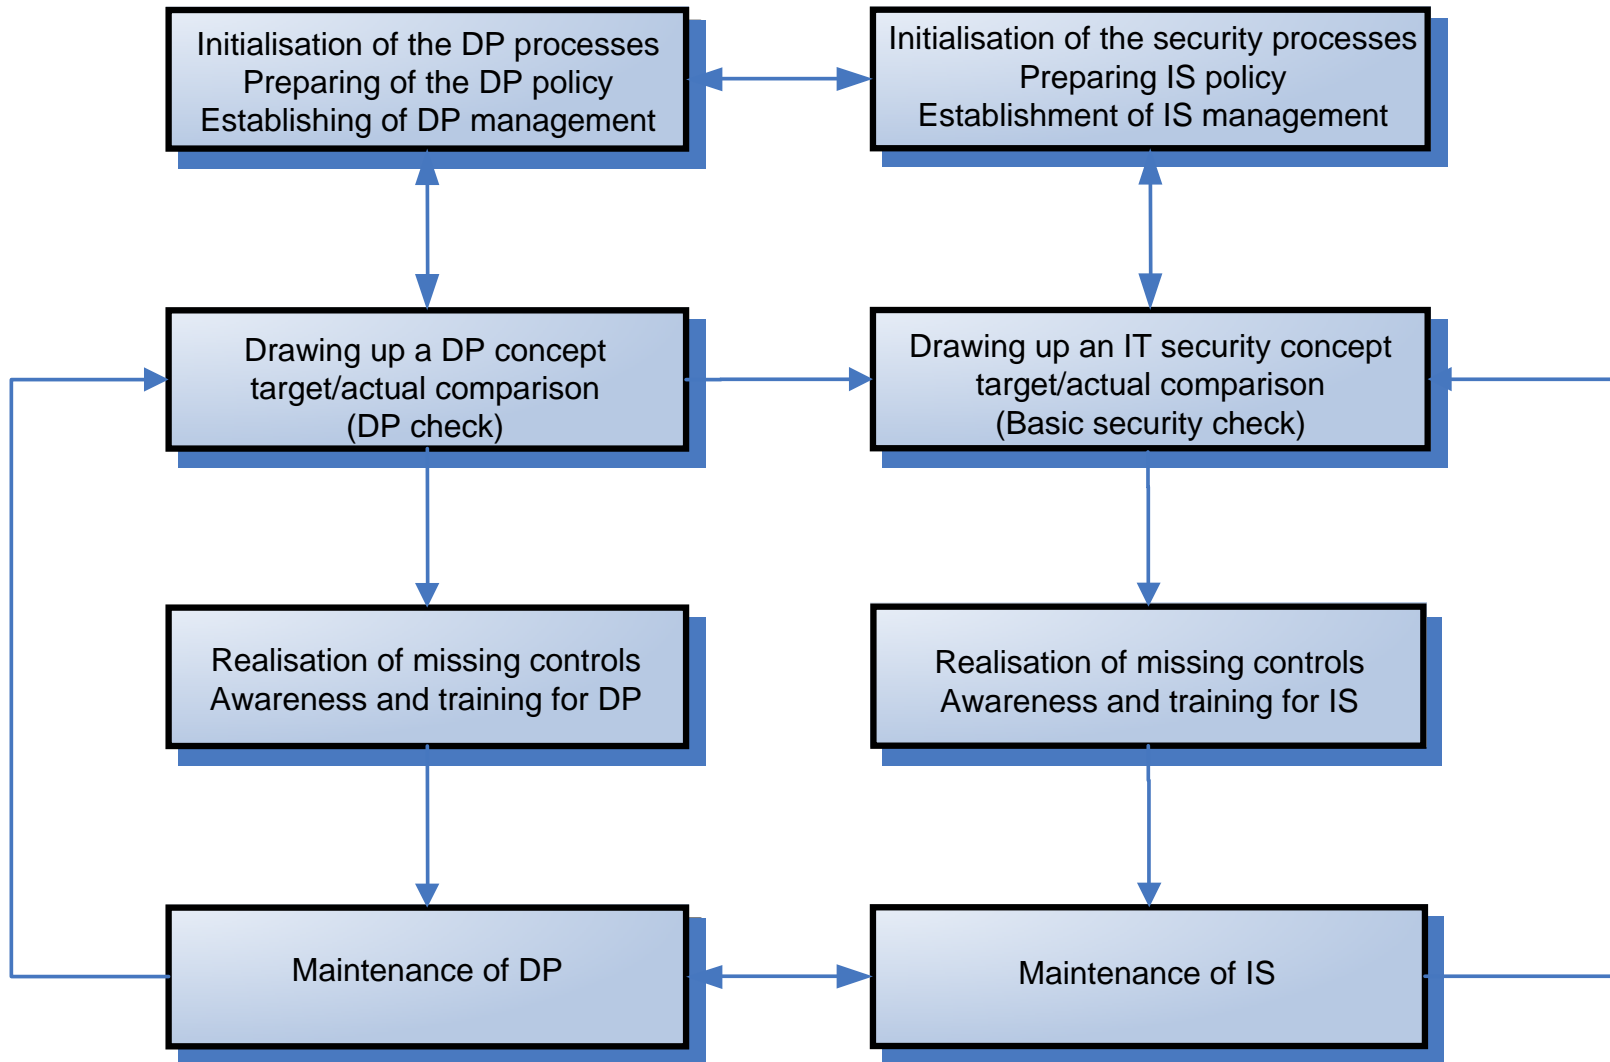 Initialisation of the DP processes
Preparing of the DP policy
Establishing of DP management
Initialisation of the security processes
Preparing IS policy
Establishment of IS management
Drawing up a DP concept
target/actual comparison
(DP check)
Drawing up an IT security concept
target/actual comparison
(Basic security check)
Realisation of missing controls
Awareness and training for DP
Realisation of missing controls
Awareness and training for IS
Maintenance of DP
Maintenance of IS